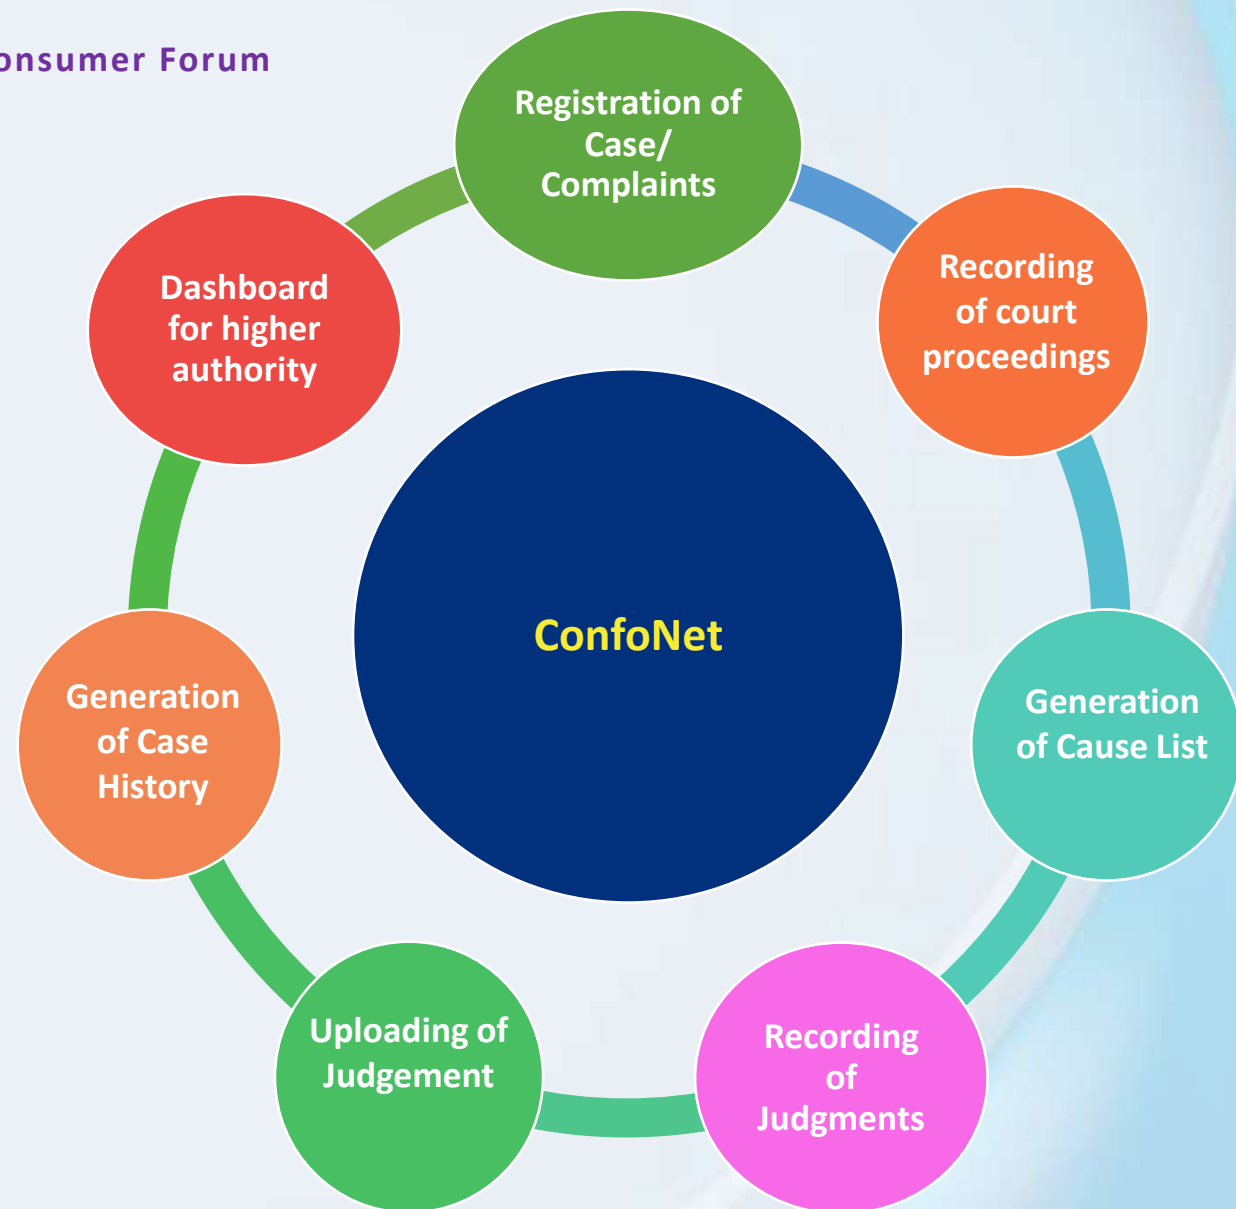 onsumer Forum
Registration of
Case/
Complaints
Recording
of court
proceedings
Generation
of Cause List
Recording
of
Judgments
Uploading of
Judgement
Generation
of Case
History
Dashboard
for higher
authority
ConfoNet